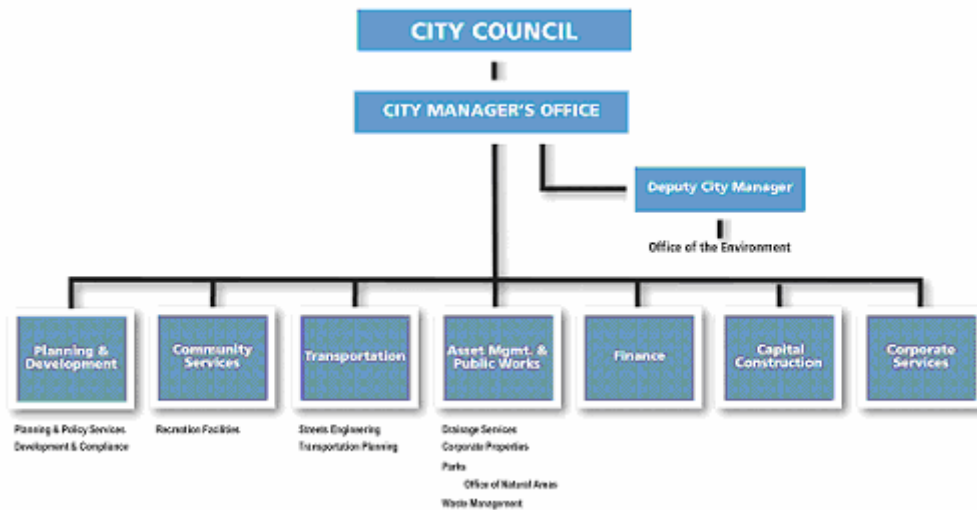 CITY COUNCIL
CITY MANAGER'S OFFICE
Deputy City Manager
Office of the Environment
Planning &
Development
Community
Services
Transportation
Asset Mgmt. &
Public Works
Finance
Capital
Construction
Corporate
Services
Planning & Policy Services
Development & Compliance
Recreation Facilities
Streets Engineering
Transportation Planning
Drainage Services
Corporate Properties
Parks
Office of Natural Areas
Waste Management